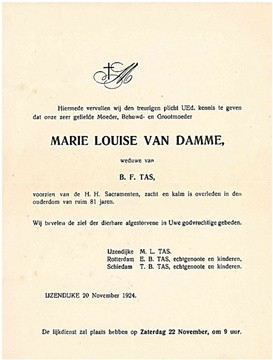 Hiermede vervullen wij den treurigen plicht UEd. kennis te geven
dat onze zeer geliefde Moeder, Behuwd- en Grootmoeder
MARIE LOUISE VAN DAMME,
weduwe van
B. F. TAS,
voorzien van de H. H. Sacramenten, zacht en kalm is overleden in den
ouderdom van ruim 81 jaren.
Wij bevelen de ziel der dierbare afgestorvene in Uwe godvruchtige gebeden.
IJzendijke M. L. TAS.
Rotterdam E. B. TAS, echtgenoote en kinderen.
Schiedam T. B. TAS, echtgenoote en kinderen.
IJZENDIJKE 20 November 1924.
De lijkdienst zal plaats hebben op Zaterdag 22 November, om 9 uur.